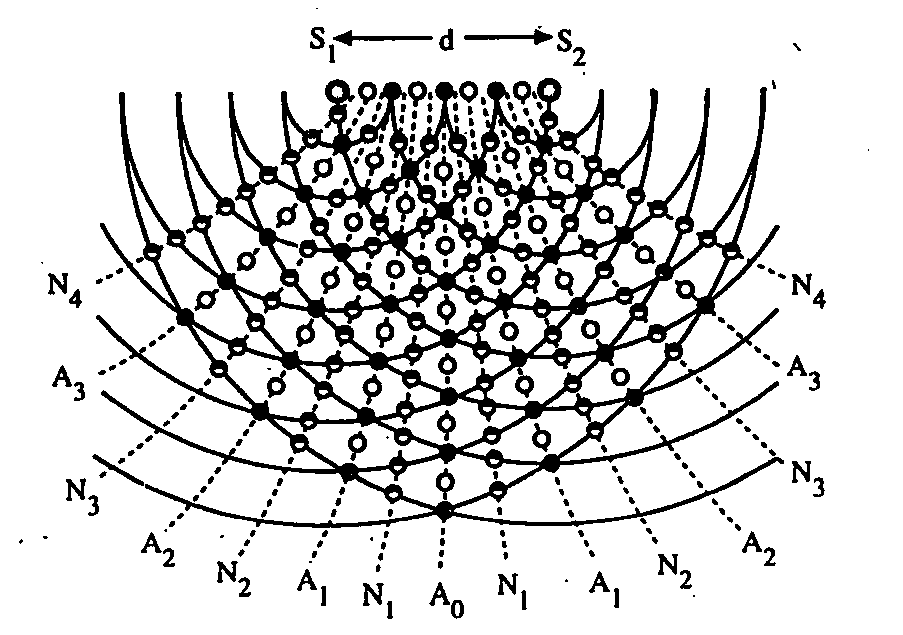 S1 d S2
N4 N4
A3 A3
N3 N3
A2 A2
N2 N2
A1 N1 A0 N1 A1